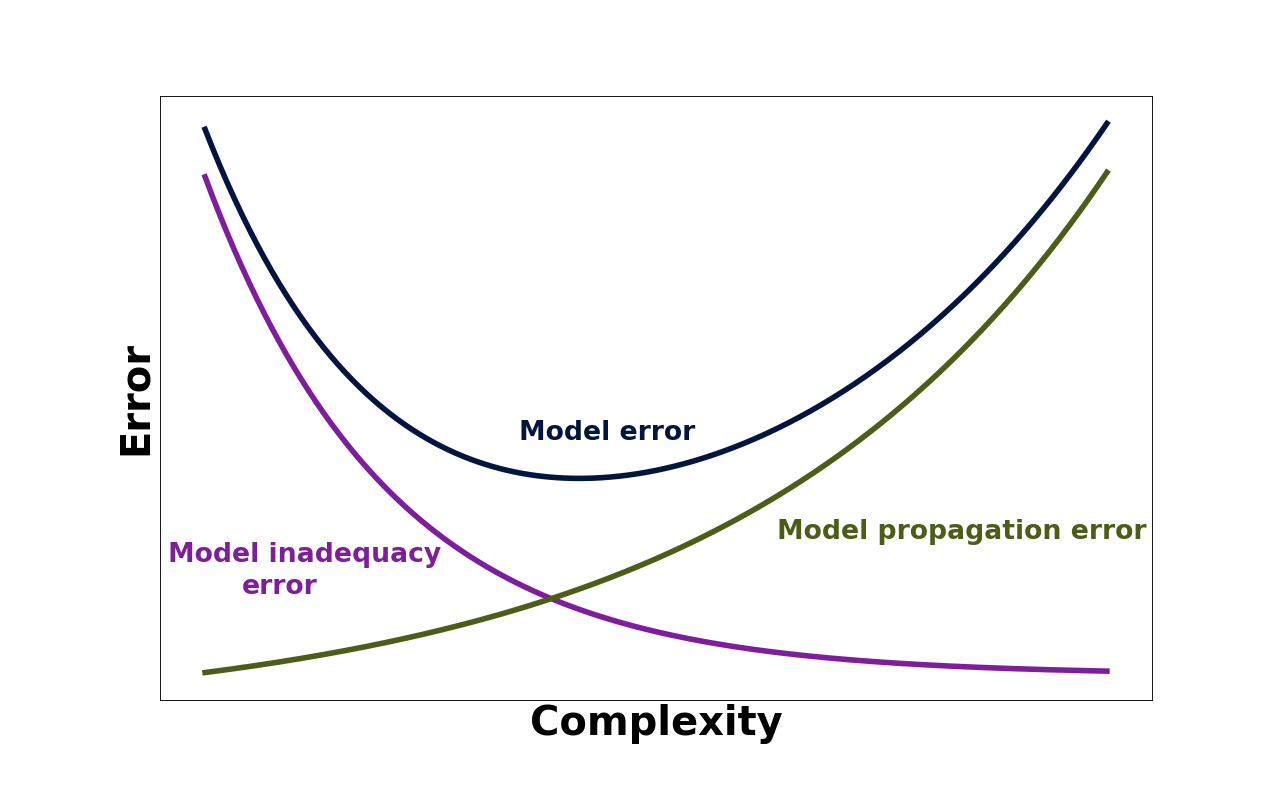 Error
Model error
Model propagation error
Model inadequacy
error
Complexity